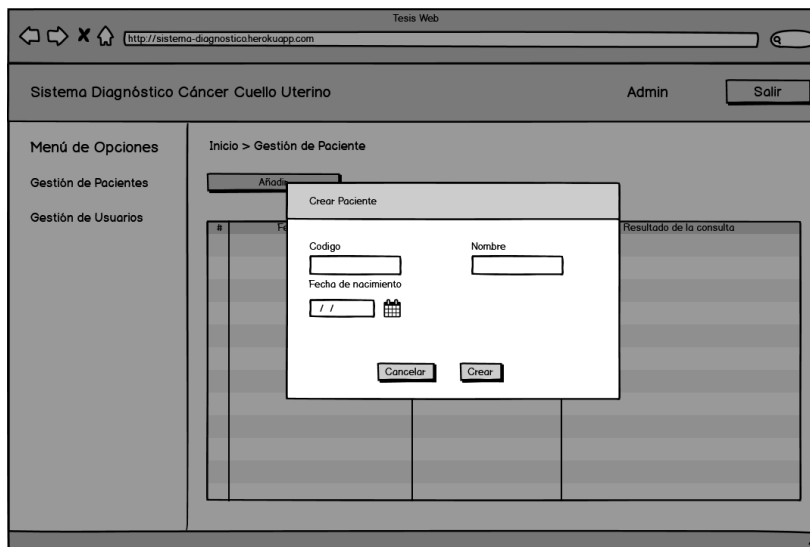 Tesis Web
http://sistema-diagnostico.herokuapp.com
Sistema Diagnóstico Cáncer Cuello Uterino
Admin
Salir
Menú de Opciones
Gestión de Pacientes
Gestión de Usuarios
Inicio > Gestión de Paciente
Crear Paciente
Codigo
Nombre
Fecha de nacimiento
/ /
Cancelar
Crear
#
Resultado de la consulta